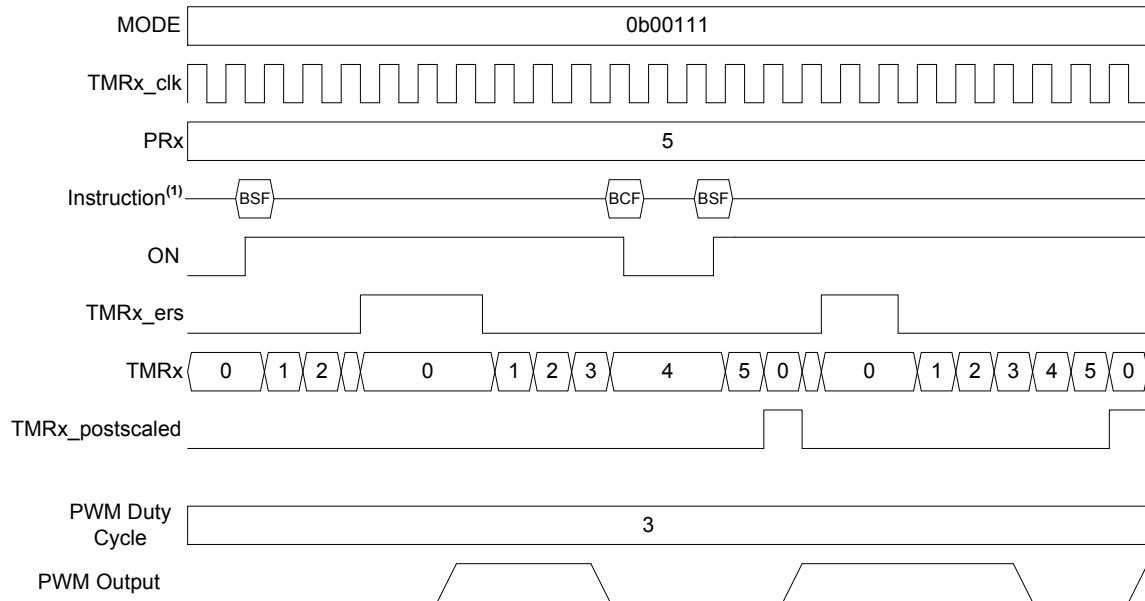 MODE 0b00111
TMRx_clk
PRx 5
Instruction(1) BSF BCF BSF
ON
TMRx_ers
TMRx 0 1 2 0 1 2 3 4 5 0 0 1 2 3 4 5 0
TMRx_postscaled
PWM Duty
Cycle 3
PWM Output